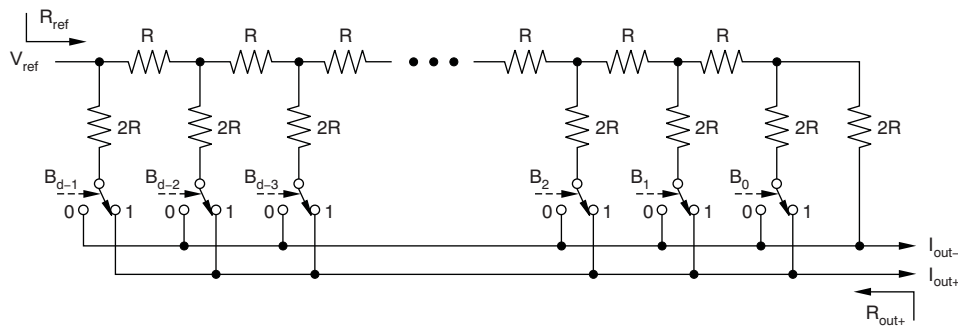 R_ref
R R R R R R
V_ref
2R 2R 2R 2R 2R 2R 2R
B_d–1 B_d–2 B_d–3 B_2 B_1 B_0
0 1 0 1 0 1 0 1 0 1 0 1
I_out–
I_out+
R_out+